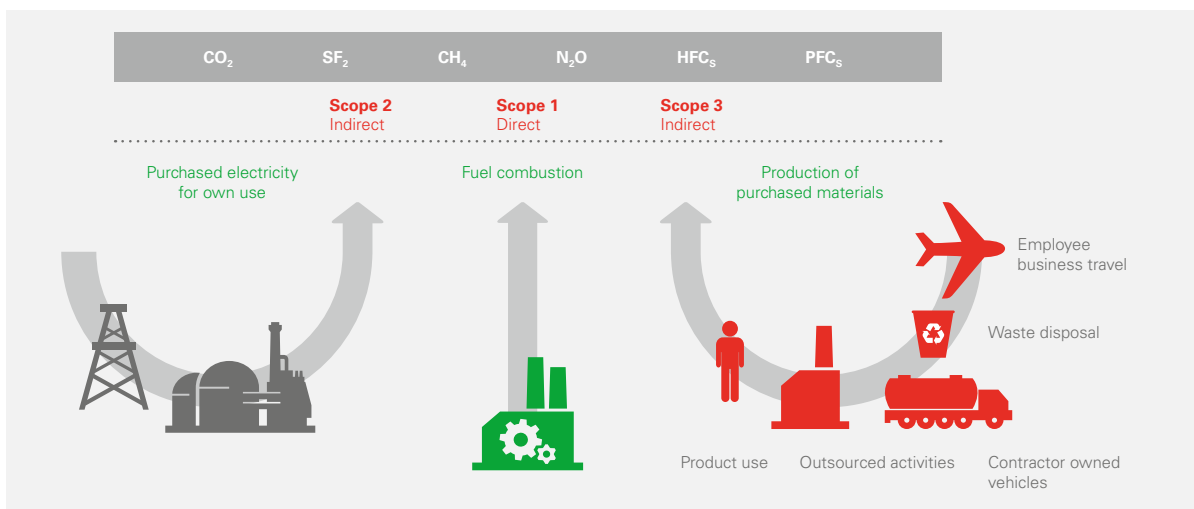 CO₂ SF₂ CH₄ N₂O HFCₛ PFCₛ
Scope 2
Indirect
Scope 1
Direct
Scope 3
Indirect
Purchased electricity
for own use
Fuel combustion
Production of
purchased materials
Employee
business travel
Waste disposal
Product use
Outsourced activities
Contractor owned
vehicles